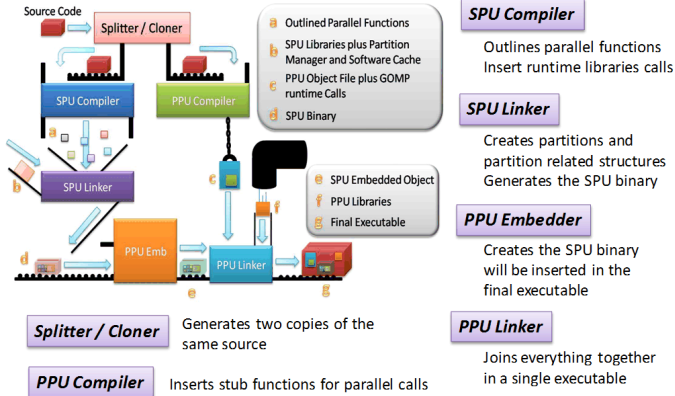 Source Code
Splitter / Cloner
SPU Compiler
PPU Compiler
a
b
SPU Linker
c
d
PPU Emb
e
f
PPU Linker
g
a Outlined Parallel Functions
b SPU Libraries plus Partition
Manager and Software Cache
c PPU Object File plus GOMP
runtime Calls
d SPU Binary
e SPU Embedded Object
f PPU Libraries
g Final Executable
SPU Compiler
Outlines parallel functions
Insert runtime libraries calls
SPU Linker
Creates partitions and
partition related structures
Generates the SPU binary
PPU Embedder
Creates the SPU binary
will be inserted in the
final executable
PPU Linker
Joins everything together
in a single executable
Splitter / Cloner
Generates two copies of the
same source
PPU Compiler
Inserts stub functions for parallel calls